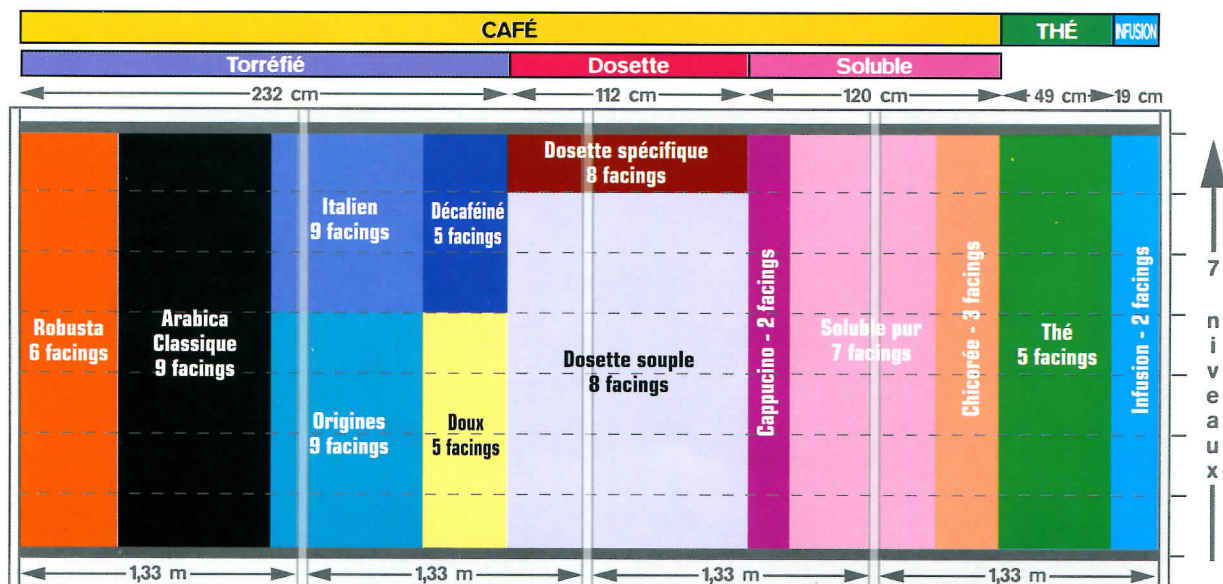 CAFÉ
THÉ
INFUSION
Torréfié
Dosette
Soluble
232 cm
112 cm
120 cm
49 cm
19 cm
Dosette spécifique
8 facings
Italien
9 facings
Décaféiné
5 facings
Robusta
6 facings
Arabica
Classique
9 facings
Dosette souple
8 facings
Cappucino - 2 facings
Soluble pur
7 facings
Chicorée - 3 facings
Thé
5 facings
Infusion - 2 facings
Origines
9 facings
Doux
5 facings
7 niveaux
1,33 m
1,33 m
1,33 m
1,33 m